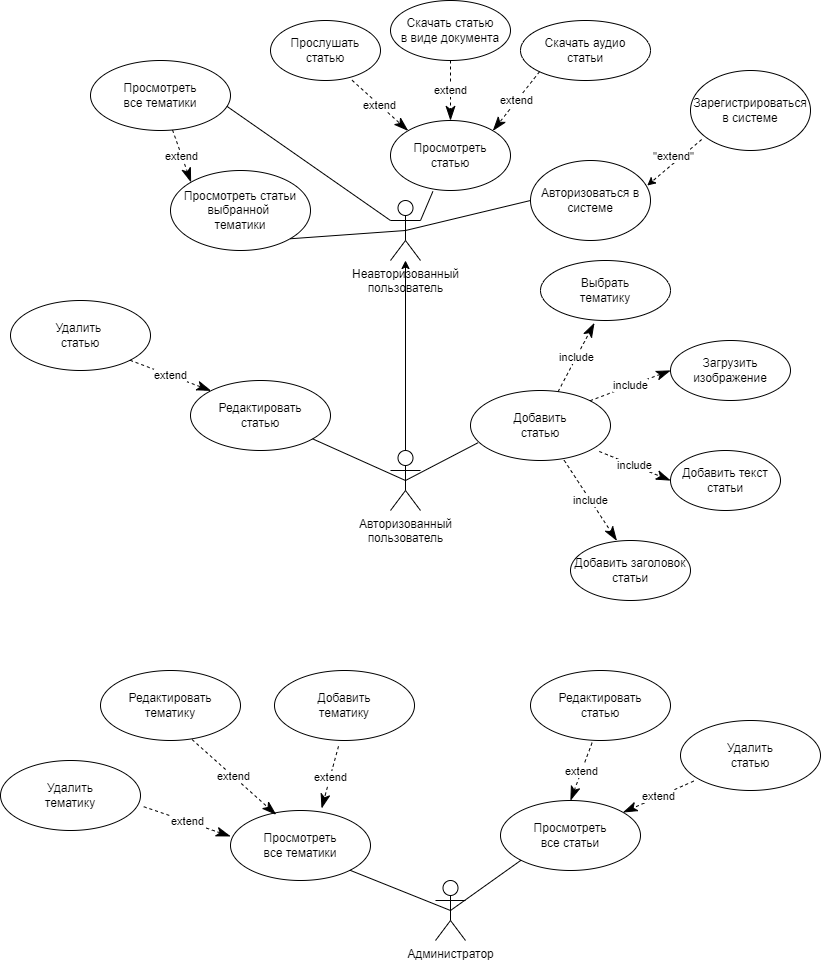 Скачать статью
в виде документа
Прослушать
статью
Скачать аудио
статьи
Просмотреть
все тематики
extend
extend
extend
Зарегистрироваться
в системе
extend
Просмотреть
статью
"extend"
Просмотреть статьи
выбранной
тематики
Авторизоваться в
системе
Неавторизованный
пользователь
Выбрать
тематику
Удалить
статью
include
Загрузить
изображение
extend
include
Редактировать
статью
Добавить
статью
include
Добавить текст
статьи
include
Авторизованный
пользователь
Добавить заголовок
статьи
Редактировать
тематику
Добавить
тематику
Редактировать
статью
Удалить
статью
extend
extend
extend
Удалить
тематику
extend
extend
Просмотреть
все тематики
Просмотреть
все статьи
Администратор